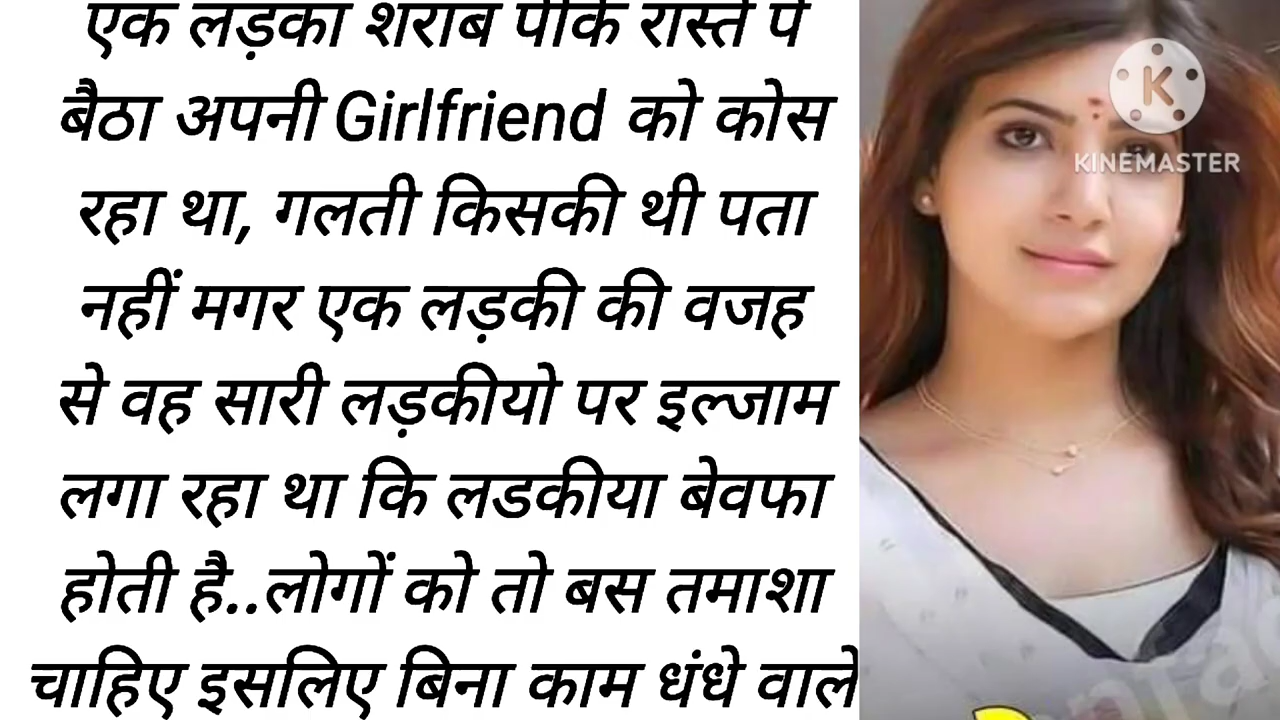 एक लड़का शराब पीके रास्ते पे
बैठा अपनी Girlfriend को कोस
रहा था, गलती किसकी थी पता
नहीं मगर एक लड़की की वजह
से वह सारी लड़कीयो पर इल्जाम
लगा रहा था कि लडकीया बेवफा
होती है..लोगों को तो बस तमाशा
चाहिए इसलिए बिना काम धंधे वाले
K
KINEMASTER